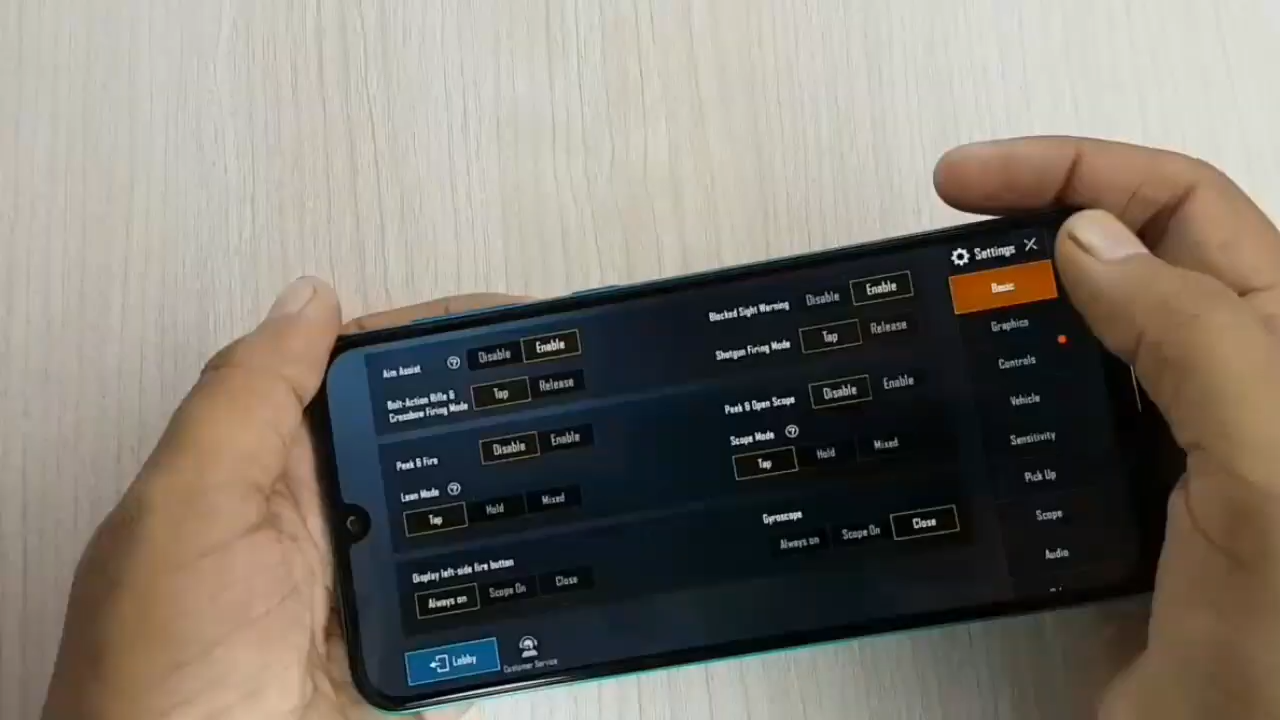 Settings
Basic
Graphics
Controls
Vehicle
Sensitivity
Pick Up
Scope
Audio
Aim Assist
Disable
Enable
Blocked Sight Warning
Disable
Enable
Bolt-Action Rifle &
Crossbow Firing Mode
Tap
Release
Shotgun Firing Mode
Tap
Release
Peek & Fire
Disable
Enable
Peek & Open Scope
Disable
Enable
Lean Mode
Tap
Hold
Mixed
Scope Mode
Tap
Hold
Mixed
Display left-side fire button
Always on
Scope On
Close
Gyroscope
Always on
Scope On
Close
Lobby
Customer Service